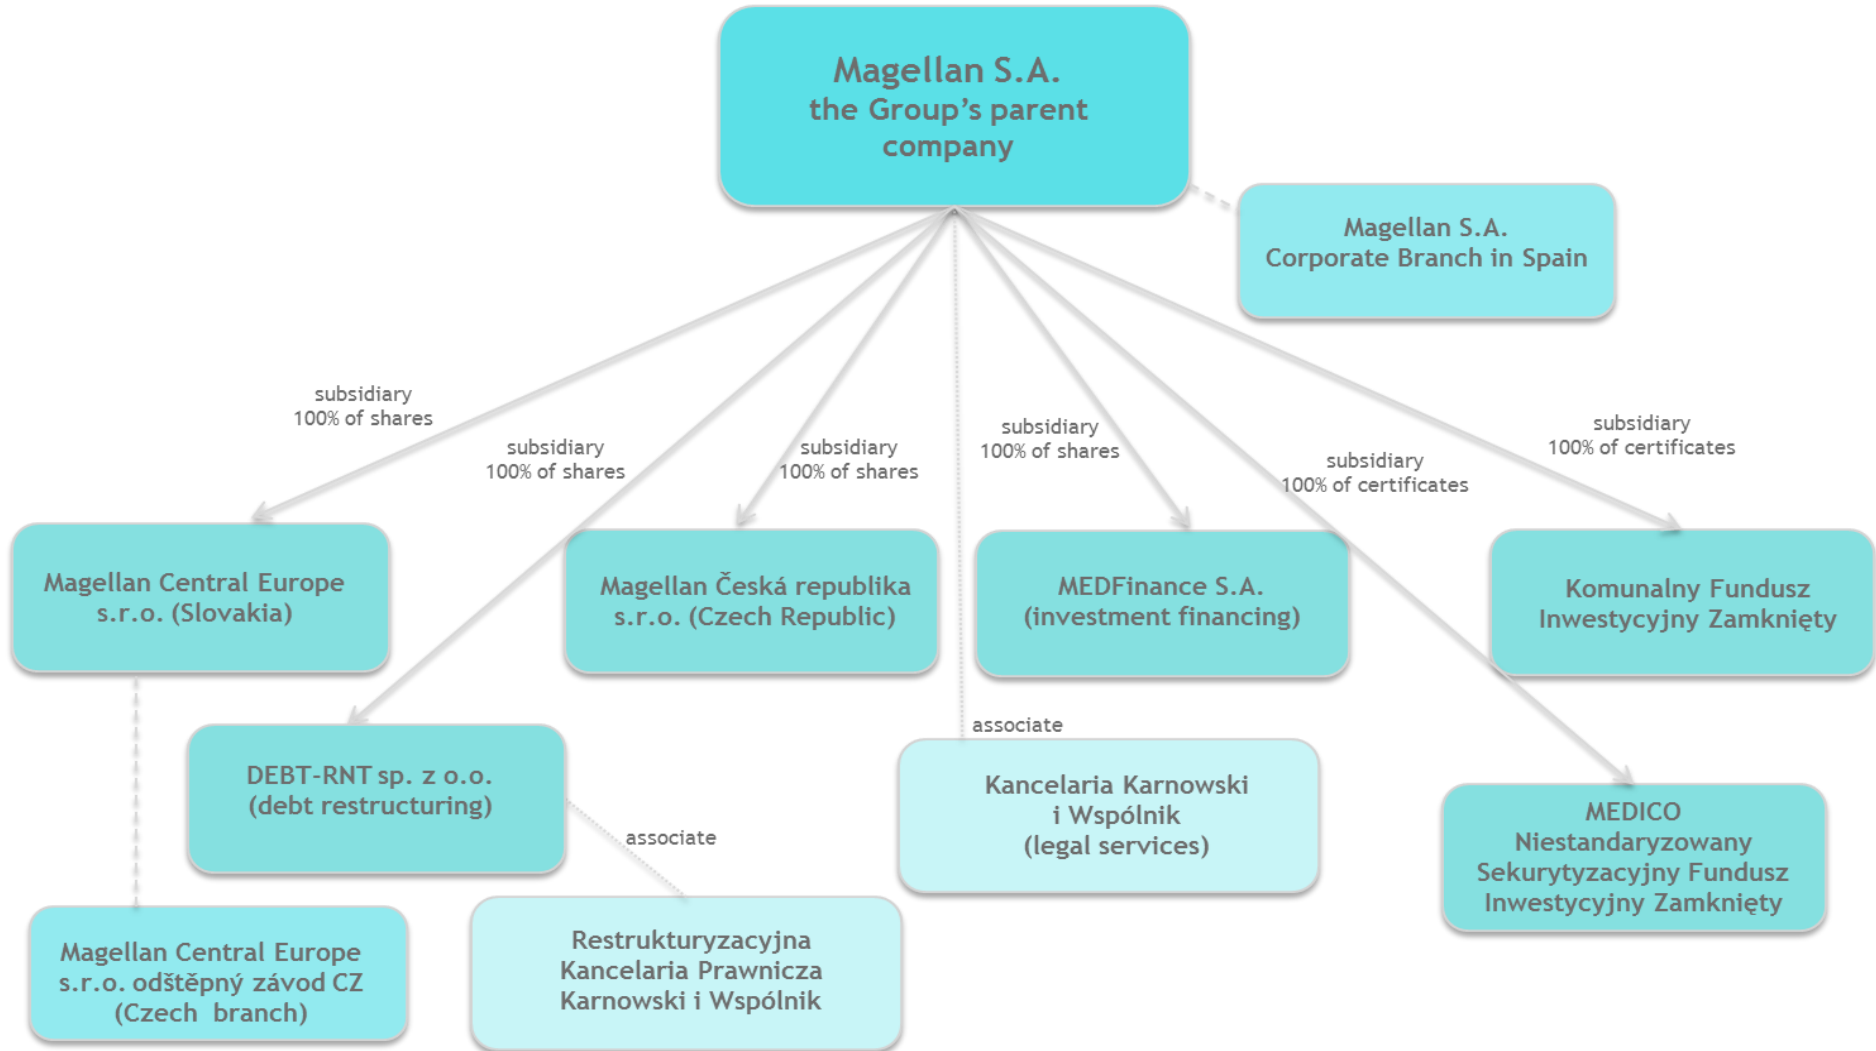 Magellan S.A.
the Group’s parent
company
Magellan S.A.
Corporate Branch in Spain
subsidiary
100% of shares
subsidiary
100% of shares
subsidiary
100% of shares
subsidiary
100% of shares
subsidiary
100% of certificates
subsidiary
100% of certificates
Magellan Central Europe
s.r.o. (Slovakia)
Magellan Česká republika
s.r.o. (Czech Republic)
MEDFinance S.A.
(investment financing)
Komunalny Fundusz
Inwestycyjny Zamknięty
DEBT-RNT sp. z o.o.
(debt restructuring)
associate
associate
Kancelaria Karnowski
i Wspólnik
(legal services)
MEDICO
Niestandaryzowany
Sekurytyzacyjny Fundusz
Inwestycyjny Zamknięty
Magellan Central Europe
s.r.o. odštěpný závod CZ
(Czech branch)
Restrukturyzacyjna
Kancelaria Prawnicza
Karnowski i Wspólnik